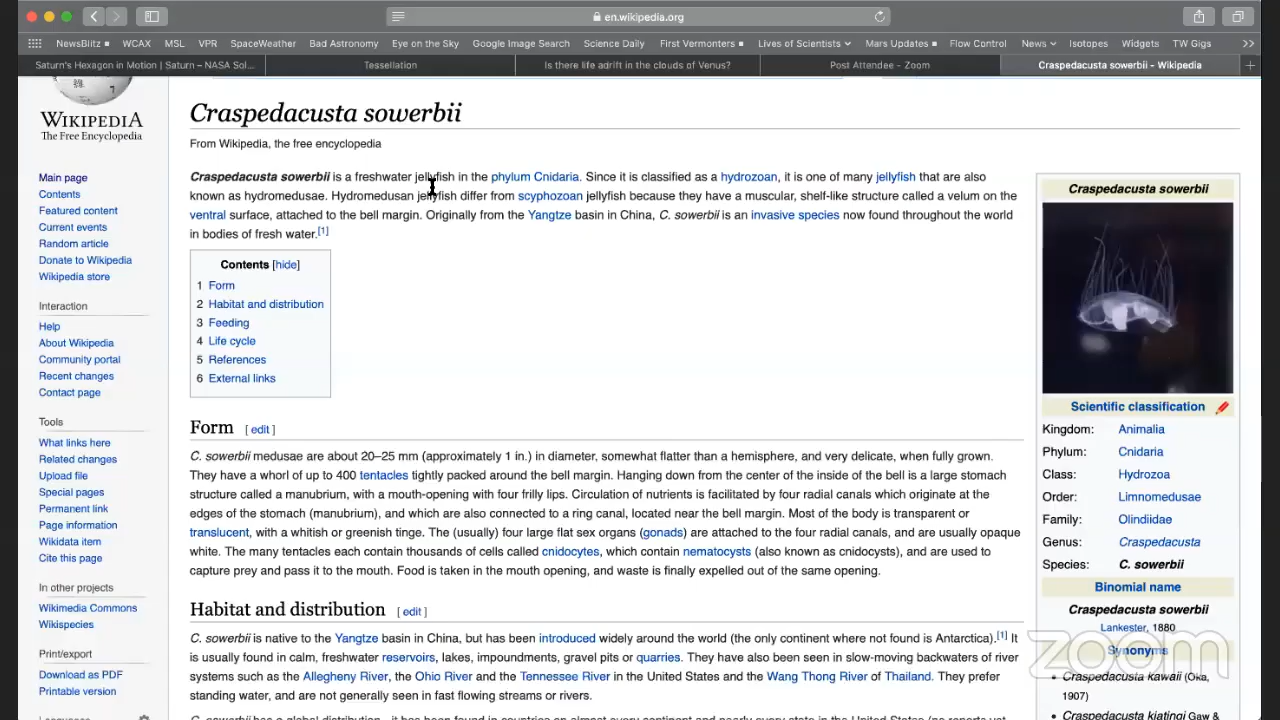 en.wikipedia.org
NewsBlitz WCAX MSL VPR SpaceWeather Bad Astronomy Eye on the Sky Google Image Search Science Daily First Vermonters Lives of Scientists Mars Updates Flow Control News Isotopes Widgets TW Gigs
Saturn's Hexagon in Motion | Saturn – NASA Sol... Tessellation Is there life adrift in the clouds of Venus? Post Attendee - Zoom Craspedacusta sowerbii - Wikipedia
WIKIPEDIA
The Free Encyclopedia
Main page
Contents
Featured content
Current events
Random article
Donate to Wikipedia
Wikipedia store
Interaction
Help
About Wikipedia
Community portal
Recent changes
Contact page
Tools
What links here
Related changes
Upload file
Special pages
Permanent link
Page information
Wikidata item
Cite this page
In other projects
Wikimedia Commons
Wikispecies
Print/export
Download as PDF
Printable version
Craspedacusta sowerbii
From Wikipedia, the free encyclopedia
Craspedacusta sowerbii is a freshwater jellyfish in the phylum Cnidaria. Since it is classified as a hydrozoan, it is one of many jellyfish that are also
known as hydromedusae. Hydromedusan jellyfish differ from scyphozoan jellyfish because they have a muscular, shelf-like structure called a velum on the
ventral surface, attached to the bell margin. Originally from the Yangtze basin in China, C. sowerbii is an invasive species now found throughout the world
in bodies of fresh water.[1]
Contents [hide]
1 Form
2 Habitat and distribution
3 Feeding
4 Life cycle
5 References
6 External links
Form [ edit ]
C. sowerbii medusae are about 20–25 mm (approximately 1 in.) in diameter, somewhat flatter than a hemisphere, and very delicate, when fully grown.
They have a whorl of up to 400 tentacles tightly packed around the bell margin. Hanging down from the center of the inside of the bell is a large stomach
structure called a manubrium, with a mouth-opening with four frilly lips. Circulation of nutrients is facilitated by four radial canals which originate at the
edges of the stomach (manubrium), and which are also connected to a ring canal, located near the bell margin. Most of the body is transparent or
translucent, with a whitish or greenish tinge. The (usually) four large flat sex organs (gonads) are attached to the four radial canals, and are usually opaque
white. The many tentacles each contain thousands of cells called cnidocytes, which contain nematocysts (also known as cnidocysts), and are used to
capture prey and pass it to the mouth. Food is taken in the mouth opening, and waste is finally expelled out of the same opening.
Habitat and distribution [ edit ]
C. sowerbii is native to the Yangtze basin in China, but has been introduced widely around the world (the only continent where not found is Antarctica).[1] It
is usually found in calm, freshwater reservoirs, lakes, impoundments, gravel pits or quarries. They have also been seen in slow-moving backwaters of river
systems such as the Allegheny River, the Ohio River and the Tennessee River in the United States and the Wang Thong River of Thailand. They prefer
standing water, and are not generally seen in fast flowing streams or rivers.
Craspedacusta sowerbii
Scientific classification
Kingdom: Animalia
Phylum: Cnidaria
Class: Hydrozoa
Order: Limnomedusae
Family: Olindiidae
Genus: Craspedacusta
Species: C. sowerbii
Binomial name
Craspedacusta sowerbii
Lankester, 1880
Synonyms
• Craspedacusta kawaii (Oka,
1907)
• Craspedacusta kiatingi Gaw &
zoom